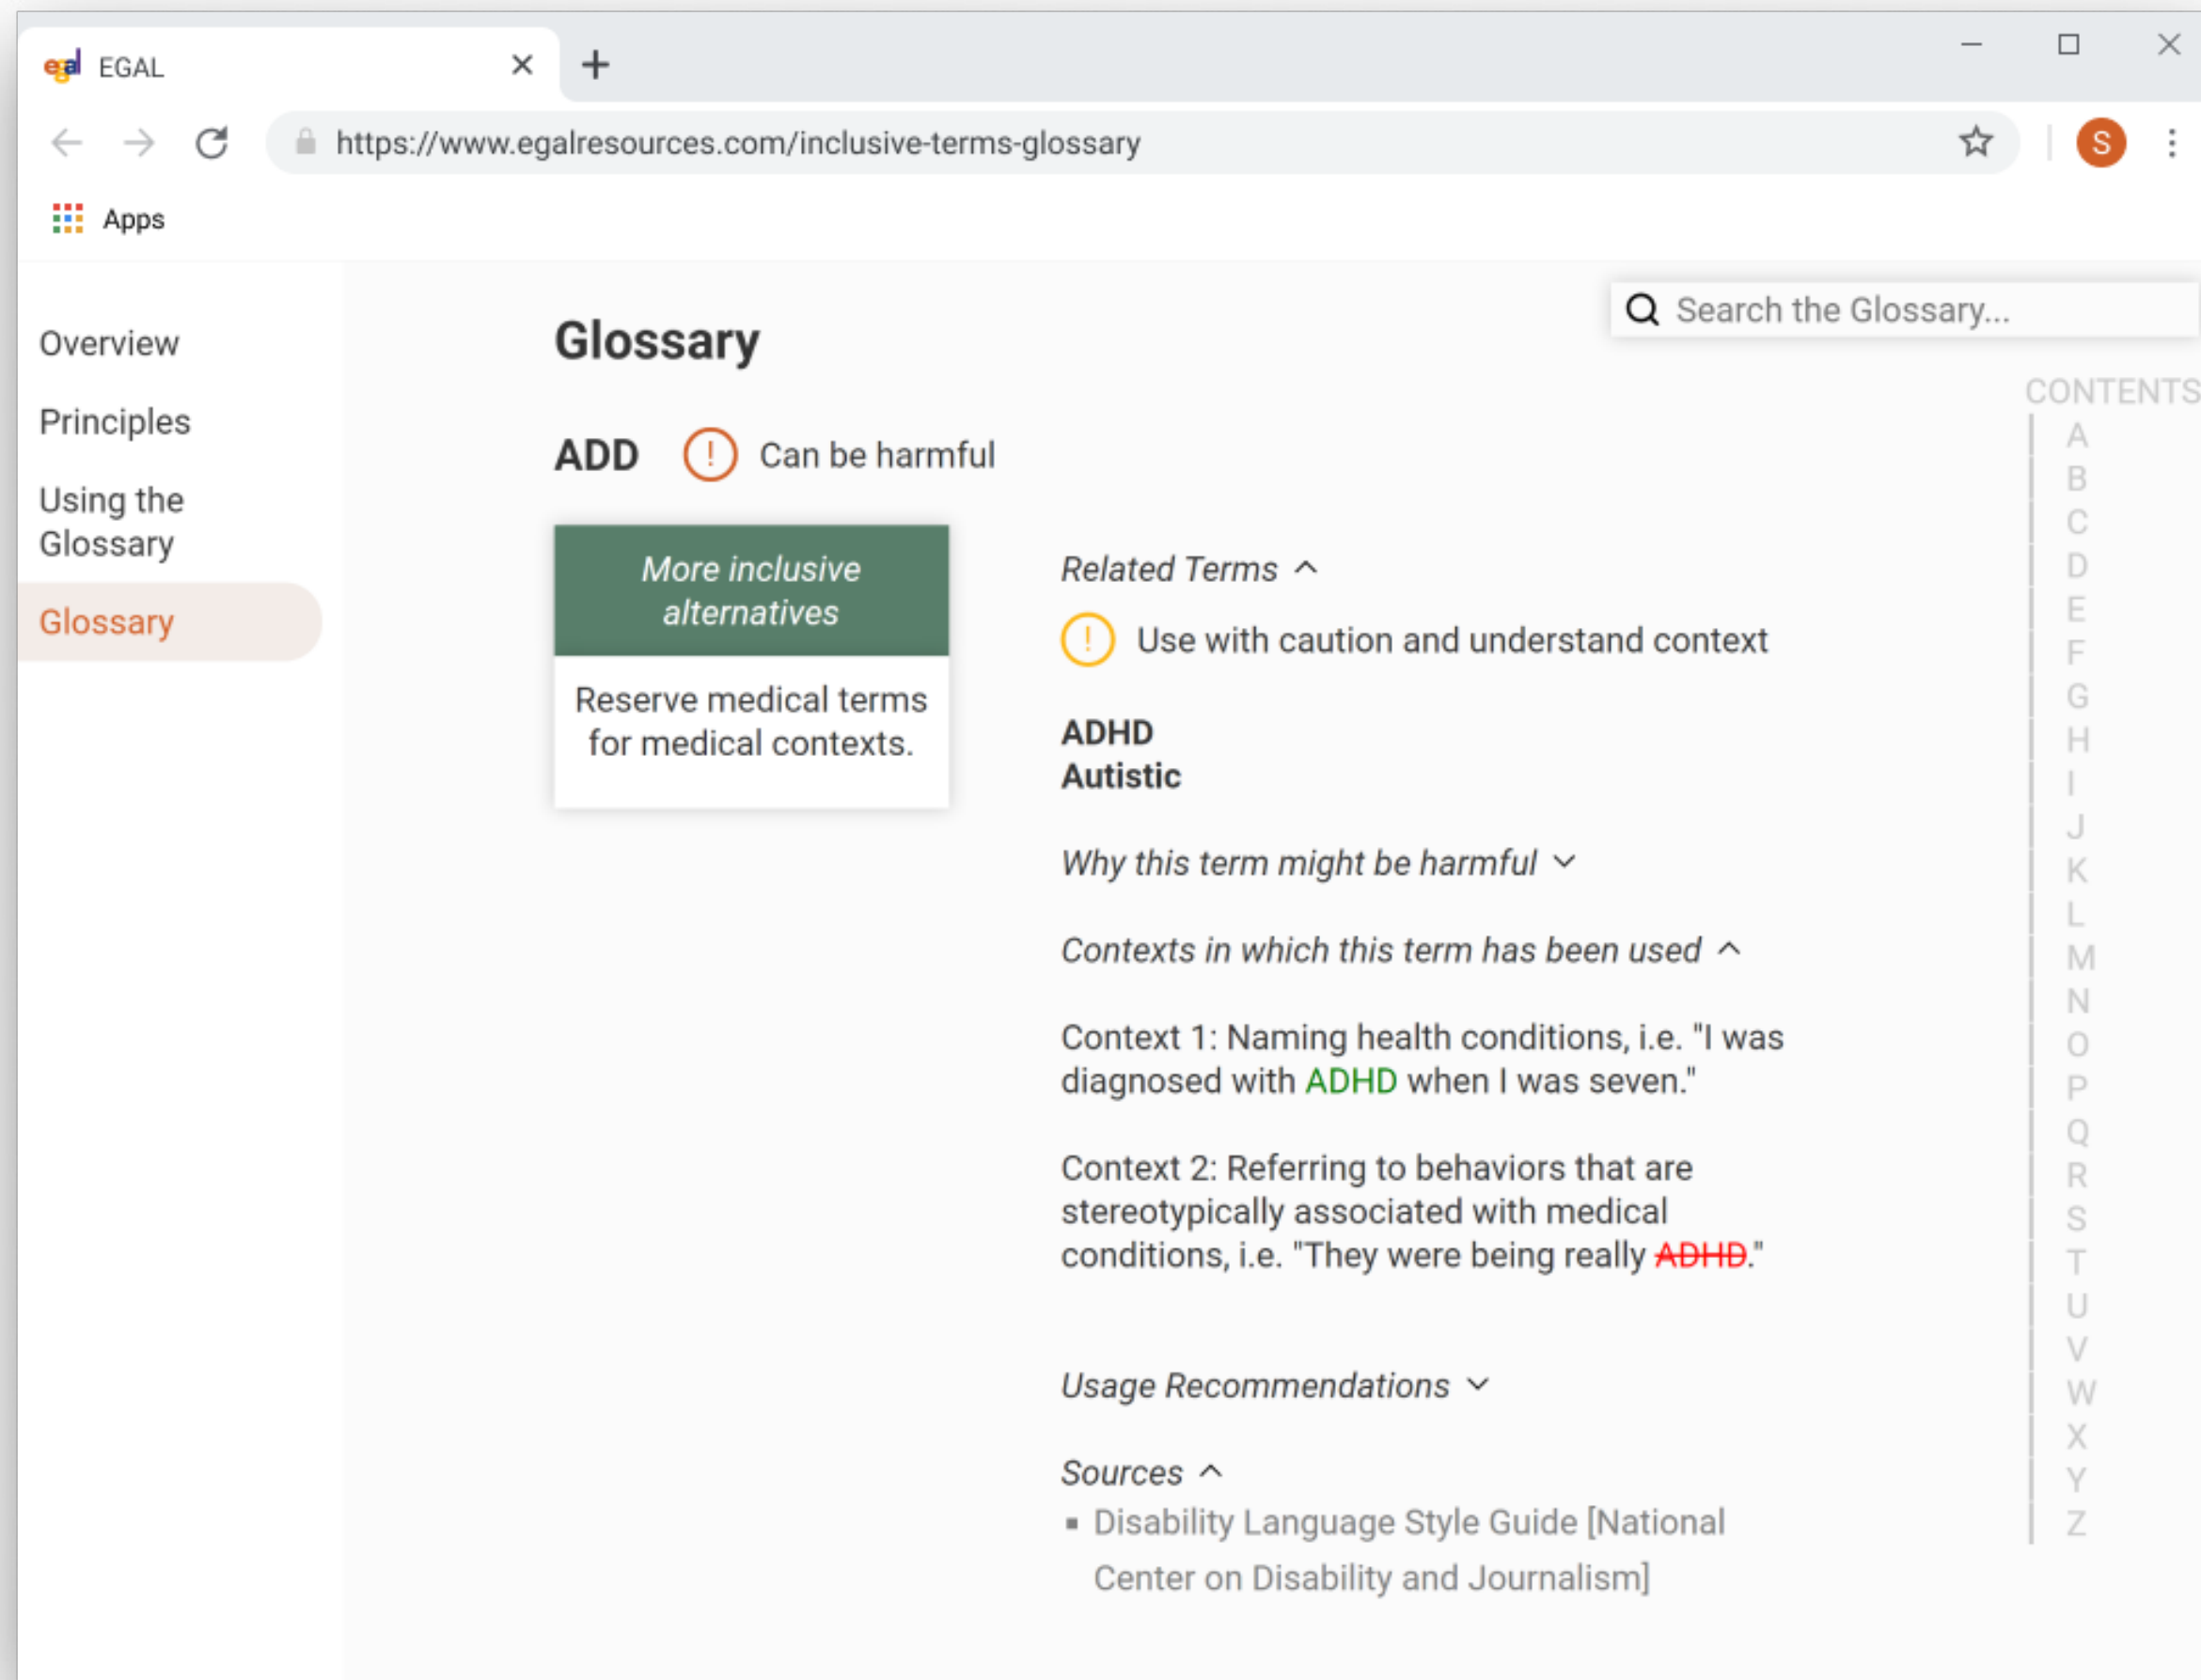 egal EGAL
https://www.egalresources.com/inclusive-terms-glossary
S
Apps
Overview
Principles
Using the
Glossary
Glossary
Search the Glossary...
Glossary
ADD ! Can be harmful
More inclusive
alternatives
Reserve medical terms
for medical contexts.
Related Terms
! Use with caution and understand context
ADHD
Autistic
Why this term might be harmful
Contexts in which this term has been used
Context 1: Naming health conditions, i.e. "I was
diagnosed with ADHD when I was seven."
Context 2: Referring to behaviors that are
stereotypically associated with medical
conditions, i.e. "They were being really ADHD."
Usage Recommendations
Sources
▪ Disability Language Style Guide [National
Center on Disability and Journalism]
CONTENTS
A
B
C
D
E
F
G
H
I
J
K
L
M
N
O
P
Q
R
S
T
U
V
W
X
Y
Z